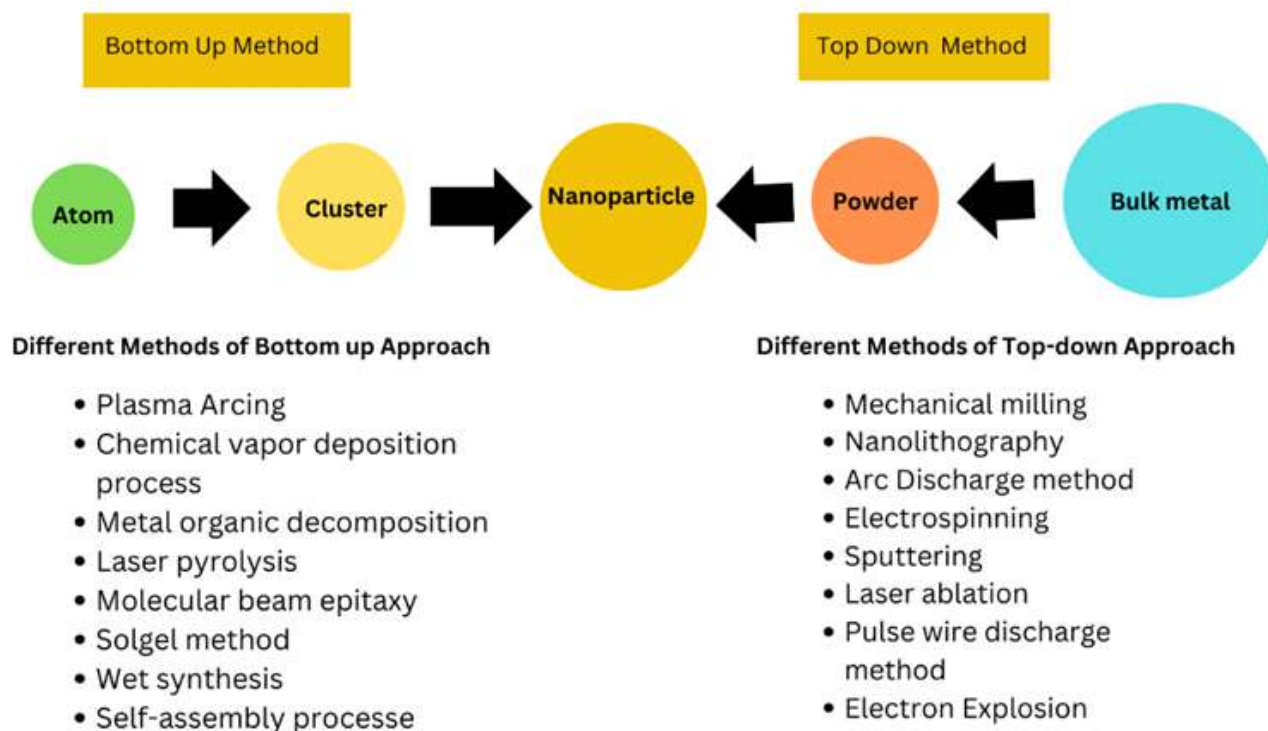 Bottom Up Method
Top Down Method
Atom
Cluster
Nanoparticle
Powder
Bulk metal
Different Methods of Bottom up Approach
• Plasma Arcing
• Chemical vapor deposition
process
• Metal organic decomposition
• Laser pyrolysis
• Molecular beam epitaxy
• Solgel method
• Wet synthesis
• Self-assembly processe
Different Methods of Top-down Approach
• Mechanical milling
• Nanolithography
• Arc Discharge method
• Electrospinning
• Sputtering
• Laser ablation
• Pulse wire discharge
method
• Electron Explosion